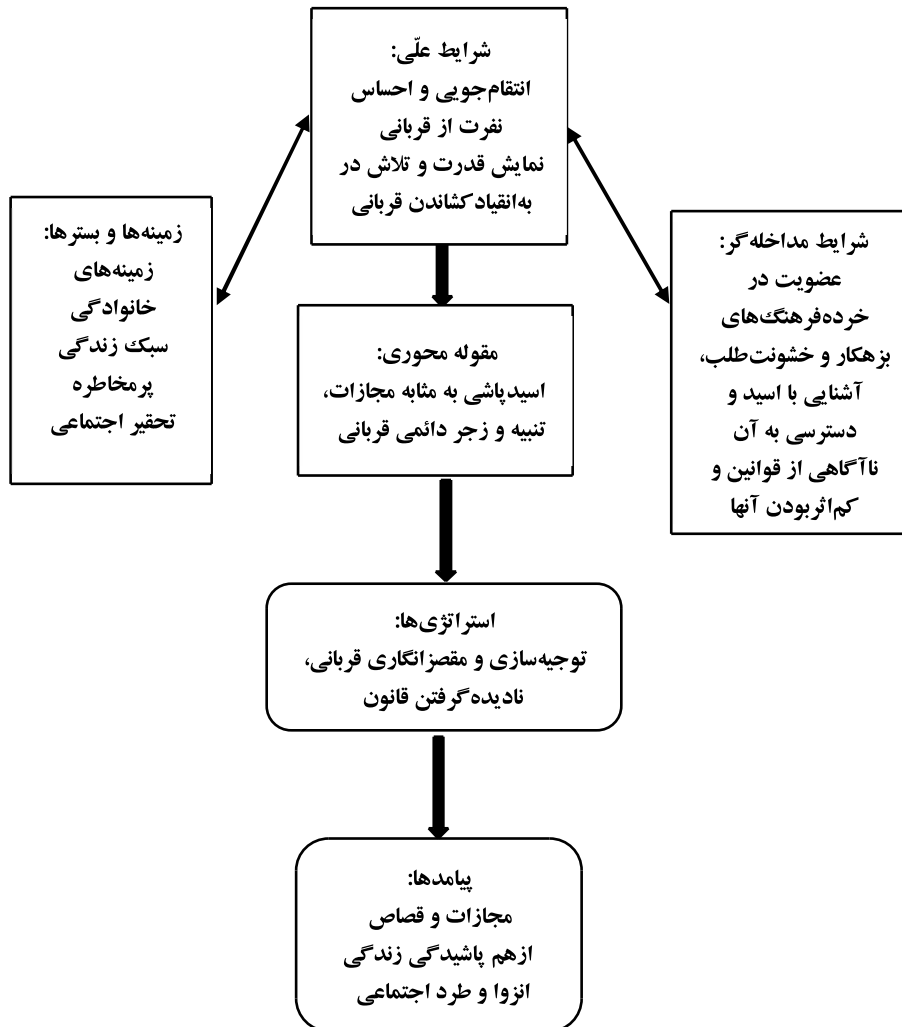 شرایط علّی:
انتقام‌جویی و احساس
نفرت از قربانی
نمایش قدرت و تلاش در
به‌انقیادکشاندن قربانی
شرایط مداخله‌گر:
عضویت در
خرده‌فرهنگ‌های
بزهکار و خشونت‌طلب،
آشنایی با اسید و
دسترسی به آن
ناآگاهی از قوانین و
کم‌اثربودن آنها
زمینه‌ها و بسترها:
زمینه‌های
خانوادگی
سبک زندگی
پرمخاطره
تحقیر اجتماعی
مقوله محوری:
اسیدپاشی به مثابه مجازات،
تنبیه و زجر دائمی قربانی
استراتژی‌ها:
توجیه‌سازی و مقصزانگاری قربانی،
نادیده‌گرفتن قانون
پیامدها:
مجازات و قصاص
ازهم پاشیدگی زندگی
انزوا و طرد اجتماعی